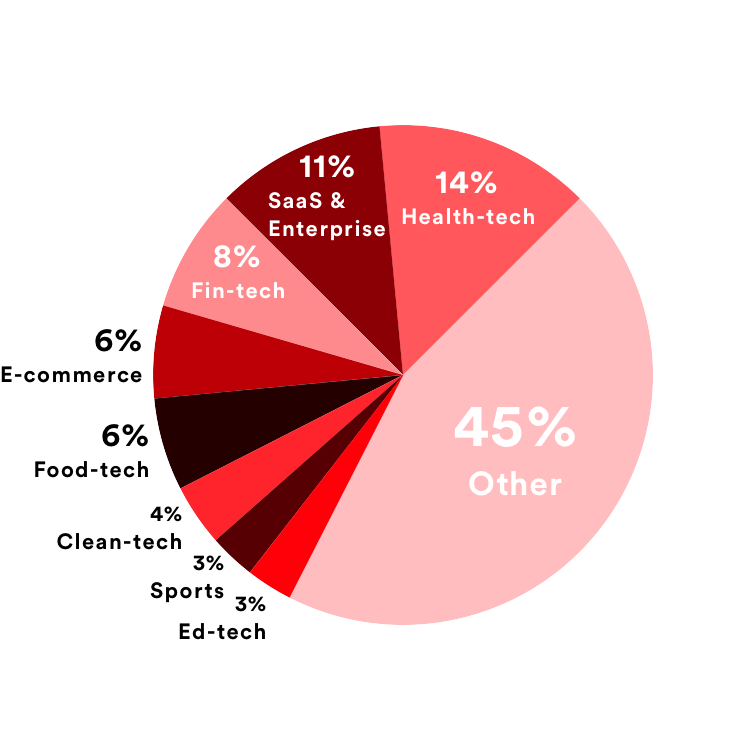 11%
SaaS &
Enterprise
14%
Health-tech
8%
Fin-tech
6%
E-commerce
45%
Other
6%
Food-tech
4%
Clean-tech
3%
Sports
3%
Ed-tech